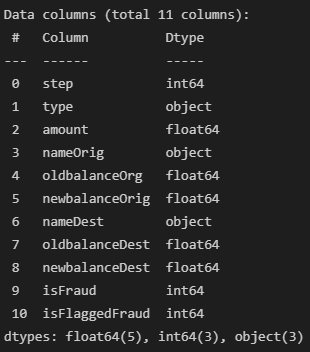 Data columns (total 11 columns):
 #   Column          Dtype
---  ------          -----
 0   step            int64
 1   type            object
 2   amount          float64
 3   nameOrig        object
 4   oldbalanceOrg   float64
 5   newbalanceOrig  float64
 6   nameDest        object
 7   oldbalanceDest  float64
 8   newbalanceDest  float64
 9   isFraud         int64
 10  isFlaggedFraud  int64
dtypes: float64(5), int64(3), object(3)